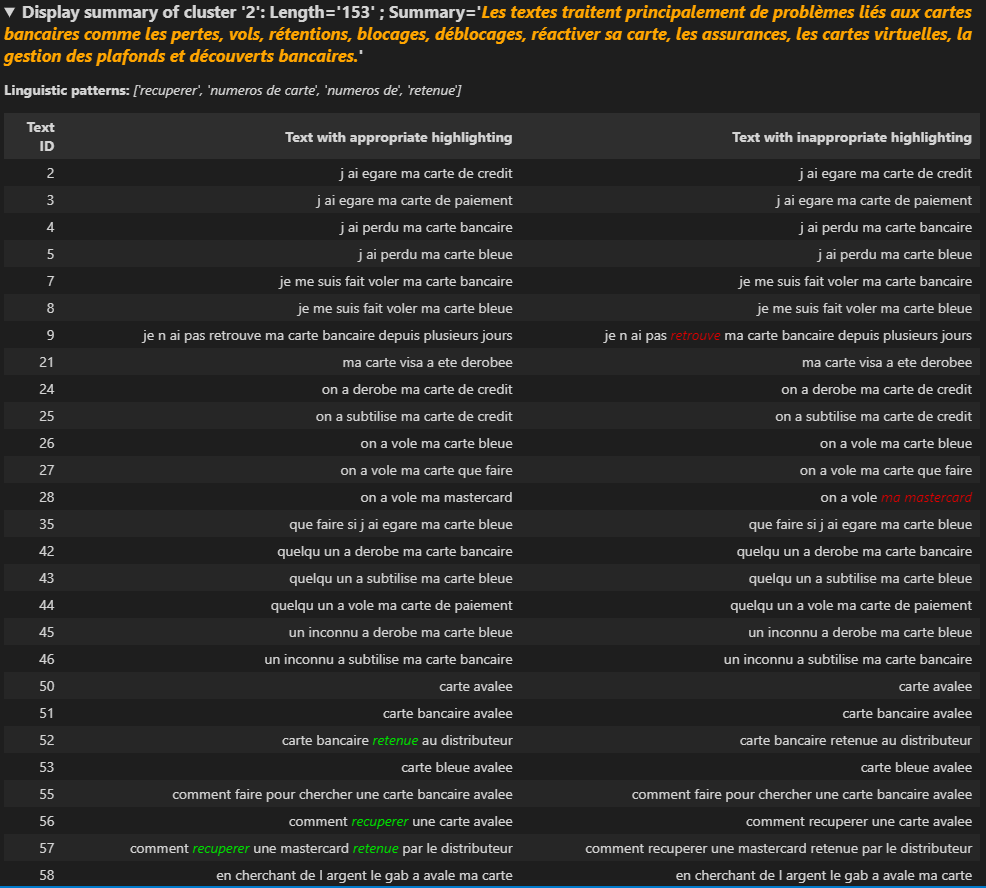 ▼ Display summary of cluster '2': Length='153' ; Summary='Les textes traitent principalement de problèmes liés aux cartes
bancaires comme les pertes, vols, rétentions, blocages, déblocages, réactiver sa carte, les assurances, les cartes virtuelles, la
gestion des plafonds et découverts bancaires.'
Linguistic patterns: ['recuperer', 'numeros de carte', 'numeros de', 'retenue']
Text ID Text with appropriate highlighting Text with inappropriate highlighting
2 j ai egare ma carte de credit j ai egare ma carte de credit
3 j ai egare ma carte de paiement j ai egare ma carte de paiement
4 j ai perdu ma carte bancaire j ai perdu ma carte bancaire
5 j ai perdu ma carte bleue j ai perdu ma carte bleue
7 je me suis fait voler ma carte bancaire je me suis fait voler ma carte bancaire
8 je me suis fait voler ma carte bleue je me suis fait voler ma carte bleue
9 je n ai pas retrouve ma carte bancaire depuis plusieurs jours je n ai pas retrouve ma carte bancaire depuis plusieurs jours
21 ma carte visa a ete derobee ma carte visa a ete derobee
24 on a derobe ma carte de credit on a derobe ma carte de credit
25 on a subtilise ma carte de credit on a subtilise ma carte de credit
26 on a vole ma carte bleue on a vole ma carte bleue
27 on a vole ma carte que faire on a vole ma carte que faire
28 on a vole ma mastercard on a vole ma mastercard
35 que faire si j ai egare ma carte bleue que faire si j ai egare ma carte bleue
42 quelqu un a derobe ma carte bancaire quelqu un a derobe ma carte bancaire
43 quelqu un a subtilise ma carte bleue quelqu un a subtilise ma carte bleue
44 quelqu un a vole ma carte de paiement quelqu un a vole ma carte de paiement
45 un inconnu a derobe ma carte bleue un inconnu a derobe ma carte bleue
46 un inconnu a subtilise ma carte bancaire un inconnu a subtilise ma carte bancaire
50 carte avalee carte avalee
51 carte bancaire avalee carte bancaire avalee
52 carte bancaire retenue au distributeur carte bancaire retenue au distributeur
53 carte bleue avalee carte bleue avalee
55 comment faire pour chercher une carte bancaire avalee comment faire pour chercher une carte bancaire avalee
56 comment recuperer une carte avalee comment recuperer une carte avalee
57 comment recuperer une mastercard retenue par le distributeur comment recuperer une mastercard retenue par le distributeur
58 en cherchant de l argent le gab a avale ma carte en cherchant de l argent le gab a avale ma carte